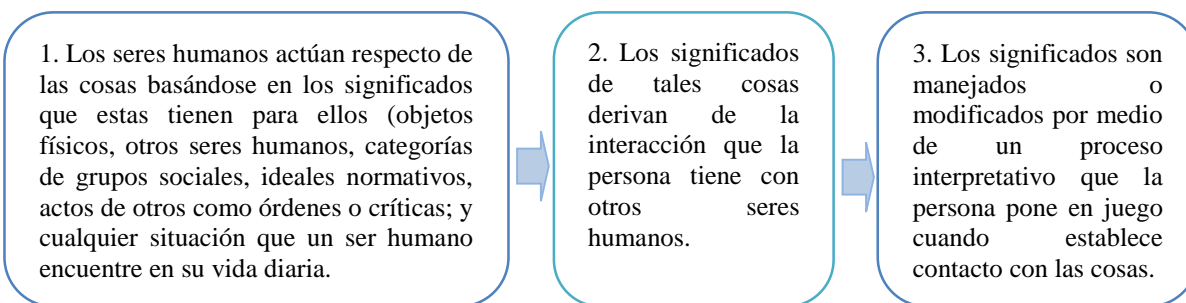 1. Los seres humanos actúan respecto de
las cosas basándose en los significados
que estas tienen para ellos (objetos
físicos, otros seres humanos, categorías
de grupos sociales, ideales normativos,
actos de otros como órdenes o críticas; y
cualquier situación que un ser humano
encuentre en su vida diaria.
2. Los significados
de tales cosas
derivan de la
interacción que la
persona tiene con
otros seres
humanos.
3. Los significados son
manejados o
modificados por medio
de un proceso
interpretativo que la
persona pone en juego
cuando establece
contacto con las cosas.